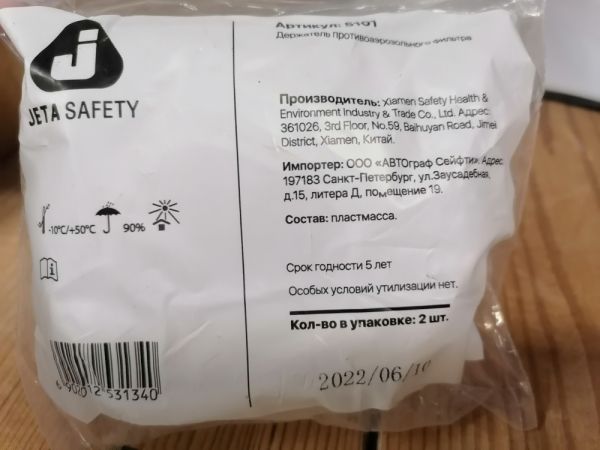 j
JETA SAFETY
Артикул: 5101
Держатель противоаэрозольного фильтра
Производитель: Xiamen Safety Health &
Environment Industry & Trade Co., Ltd. Адрес:
361026, 3rd Floor, No.59, Baihuyan Road, Jimei
District, Xiamen, Китай.
Импортер: ООО «АВТОграф Сейфти» Адрес
197183 Санкт-Петербург, ул.Заусадебная,
д.15, литера Д, помещение 19.
Состав: пластмасса.
-10°C/+50°C 90%
i
Срок годности 5 лет
Особых условий утилизации нет.
Кол-во в упаковке: 2 шт.
2022/06/10